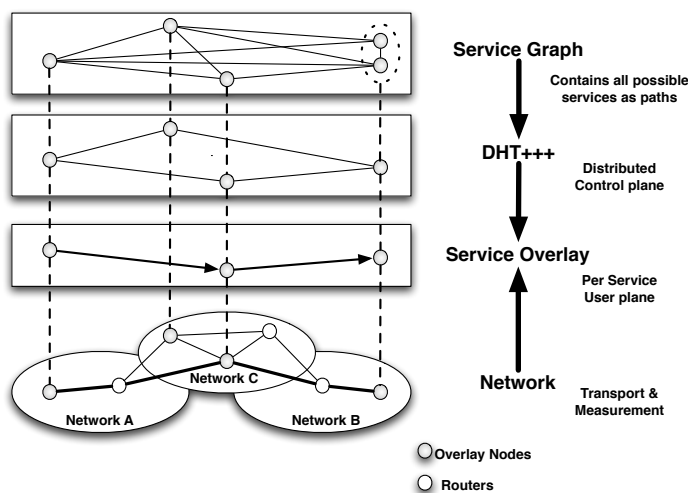 Service Graph
Contains all possible
services as paths
DHT+++
Distributed
Control plane
Service Overlay
Per Service
User plane
Network
Transport &
Measurement
Network C
Network A
Network B
Overlay Nodes
Routers